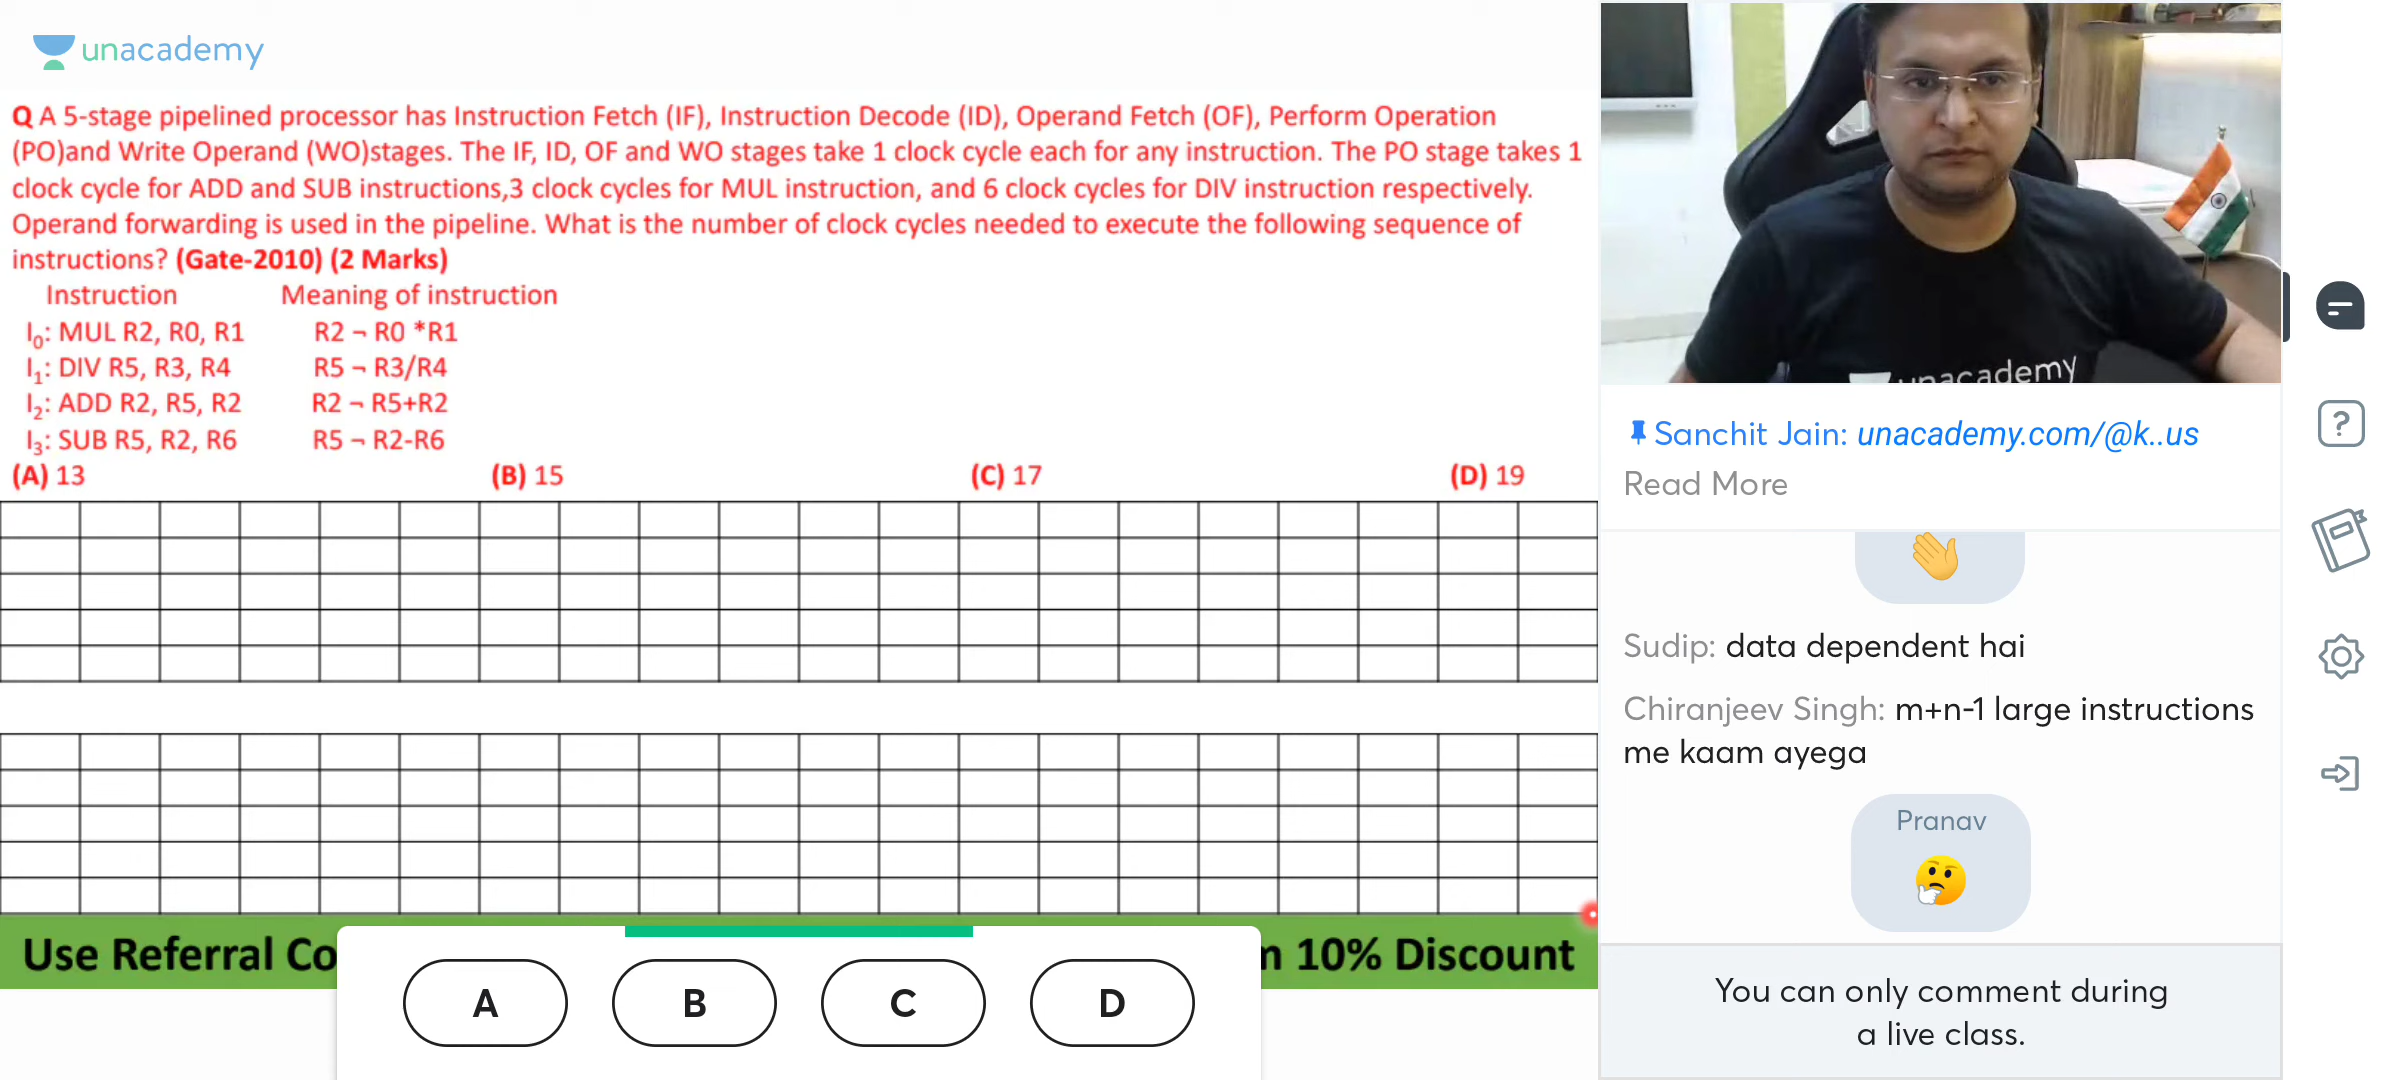 unacademy
Q A 5-stage pipelined processor has Instruction Fetch (IF), Instruction Decode (ID), Operand Fetch (OF), Perform Operation
(PO)and Write Operand (WO)stages. The IF, ID, OF and WO stages take 1 clock cycle each for any instruction. The PO stage takes 1
clock cycle for ADD and SUB instructions,3 clock cycles for MUL instruction, and 6 clock cycles for DIV instruction respectively.
Operand forwarding is used in the pipeline. What is the number of clock cycles needed to execute the following sequence of
instructions? (Gate-2010) (2 Marks)
Instruction Meaning of instruction
I0: MUL R2, R0, R1 R2 ¬ R0 *R1
I1: DIV R5, R3, R4 R5 ¬ R3/R4
I2: ADD R2, R5, R2 R2 ¬ R5+R2
I3: SUB R5, R2, R6 R5 ¬ R2-R6
(A) 13 (B) 15 (C) 17 (D) 19
Use Referral Co
10% Discount
A B C D
unacademy
Sanchit Jain: unacademy.com/@k..us
Read More
Sudip: data dependent hai
Chiranjeev Singh: m+n-1 large instructions
me kaam ayega
Pranav
You can only comment during
a live class.